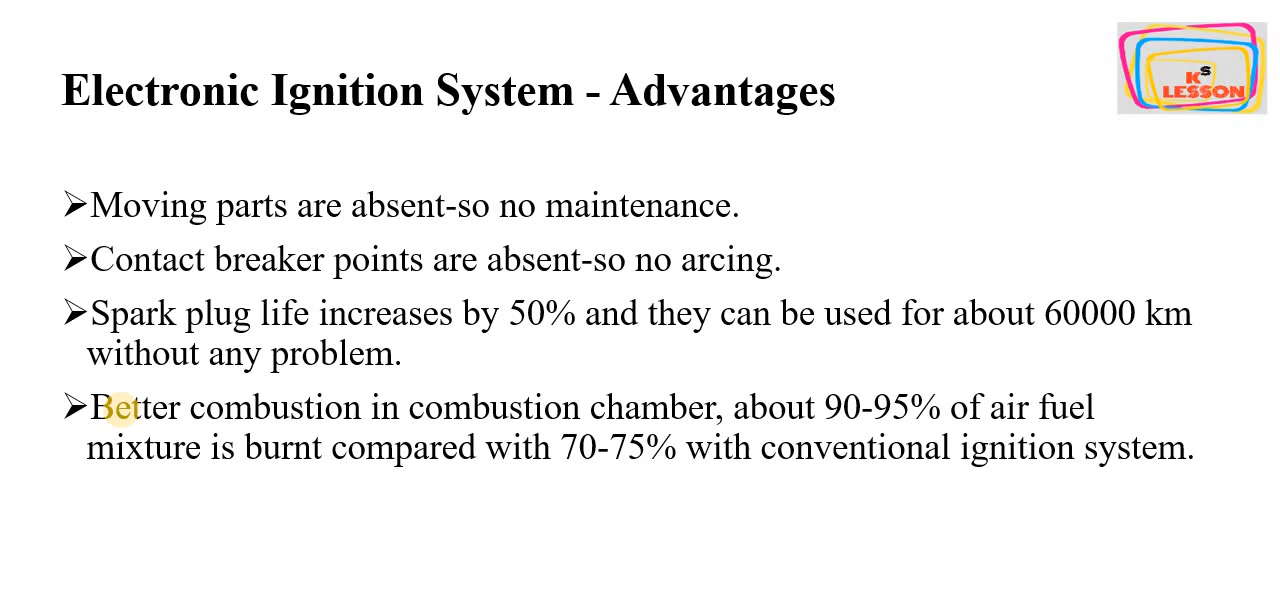 Electronic Ignition System - Advantages
Ks
LESSON
➢Moving parts are absent-so no maintenance.
➢Contact breaker points are absent-so no arcing.
➢Spark plug life increases by 50% and they can be used for about 60000 km
without any problem.
➢Better combustion in combustion chamber, about 90-95% of air fuel
mixture is burnt compared with 70-75% with conventional ignition system.